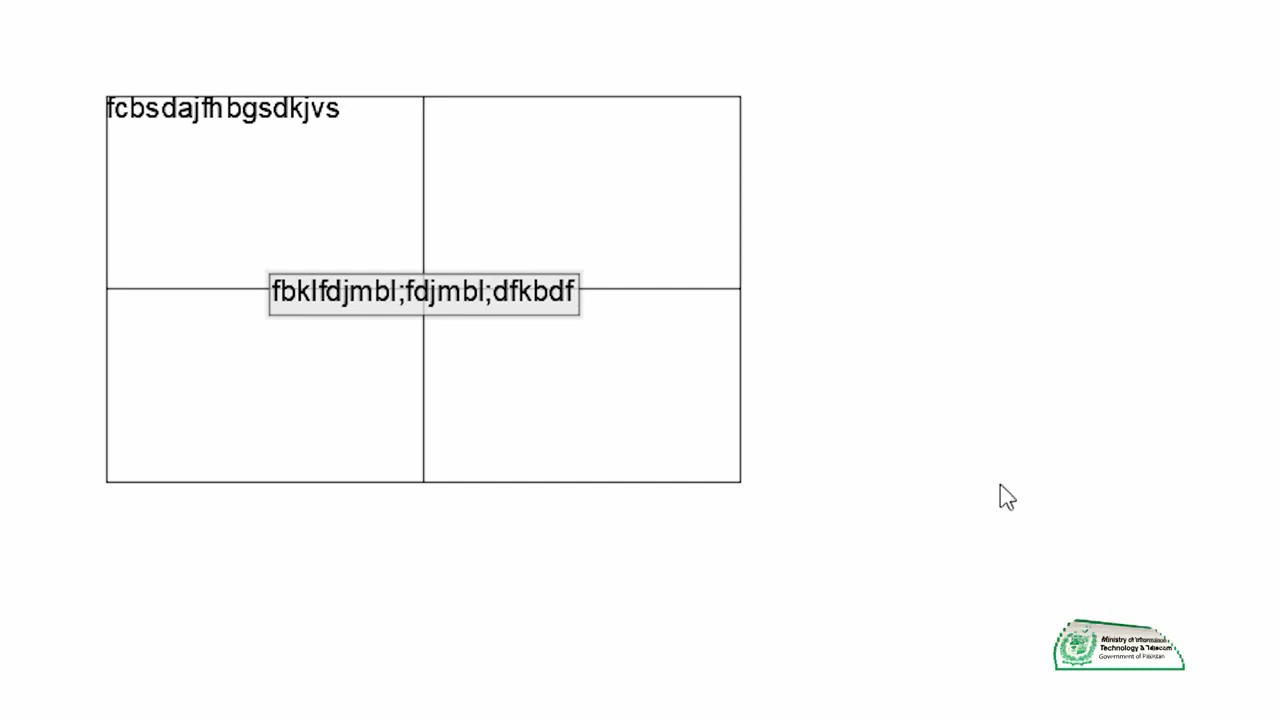 fcbsdajfhbgsdkjvs
fbklfdjmbl;fdjmbl;dfkbdf
Ministry of Information
Technology & Telecom
Government of Pakistan